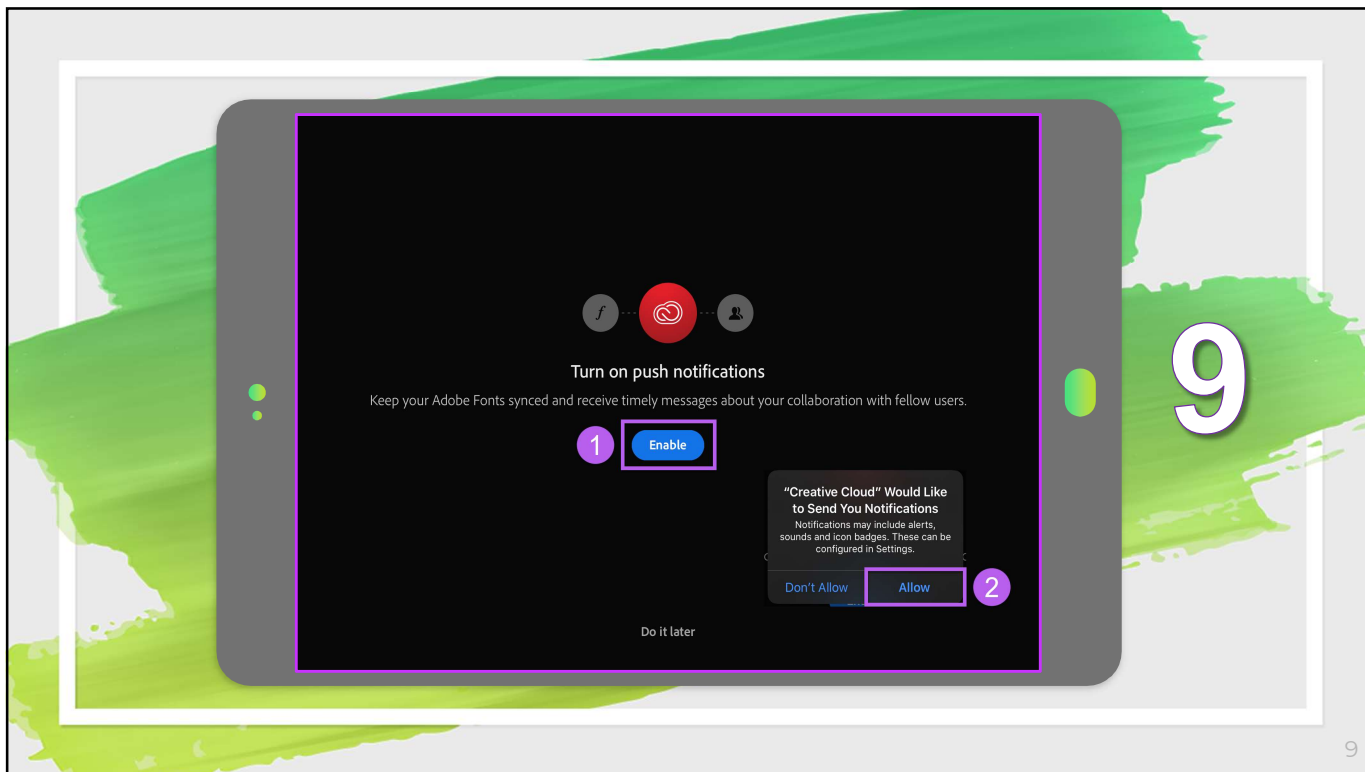 9
Turn on push notifications
Keep your Adobe Fonts synced and receive timely messages about your collaboration with fellow users.
1
Enable
"Creative Cloud" Would Like
to Send You Notifications
Notifications may include alerts,
sounds and icon badges. These can be
configured in Settings.
Don't Allow Allow
2
Do it later
9